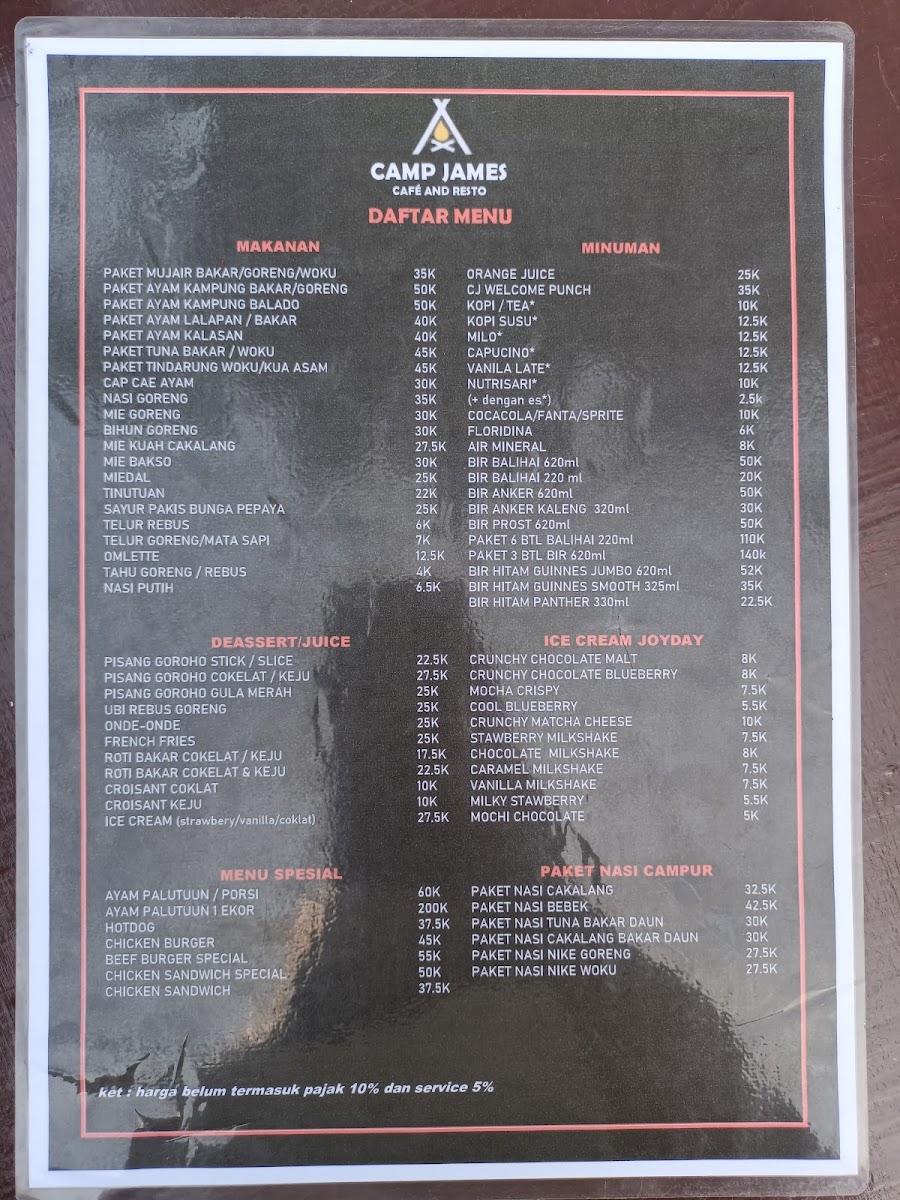 CAMP JAMES
CAFÉ AND RESTO
DAFTAR MENU
MAKANAN
PAKET MUJAIR BAKAR/GORENG/WOKU 35K
PAKET AYAM KAMPUNG BAKAR/GORENG 50K
PAKET AYAM KAMPUNG BALADO 50K
PAKET AYAM LALAPAN / BAKAR 40K
PAKET AYAM KALASAN 40K
PAKET TUNA BAKAR / WOKU 45K
PAKET TINDARUNG WOKU/KUA ASAM 45K
CAP CAE AYAM 30K
NASI GORENG 35K
MIE GORENG 30K
BIHUN GORENG 30K
MIE KUAH CAKALANG 27.5K
MIE BAKSO 30K
MIEDAL 25K
TINUTUAN 22K
SAYUR PAKIS BUNGA PEPAYA 25K
TELUR REBUS 6K
TELUR GORENG/MATA SAPI 7K
OMLETTE 12,5K
TAHU GORENG / REBUS 4K
NASI PUTIH 6.5K
MINUMAN
ORANGE JUICE 25K
CJ WELCOME PUNCH 35K
KOPI / TEA* 10K
KOPI SUSU* 12.5K
MILO* 12.5K
CAPUCINO* 12.5K
VANILA LATE* 12.5K
NUTRISARI* 10K
(+ dengan es*) 2.5k
COCACOLA/FANTA/SPRITE 10K
FLORIDINA 6K
AIR MINERAL 8K
BIR BALIHAI 620ml 50K
BIR BALIHAI 220 ml 20K
BIR ANKER 620ml 50K
BIR ANKER KALENG 320ml 30K
BIR PROST 620ml 50K
PAKET 6 BTL BALIHAI 220ml 110K
PAKET 3 BTL BIR 620ml 140k
BIR HITAM GUINNES JUMBO 620ml 52K
BIR HITAM GUINNES SMOOTH 325ml 35K
BIR HITAM PANTHER 330ml 22.5K
DEASSERT/JUICE
PISANG GOROHO STICK / SLICE 22.5K
PISANG GOROHO COKELAT / KEJU 27.5K
PISANG GOROHO GULA MERAH 25K
UBI REBUS GORENG 25K
ONDE-ONDE 25K
FRENCH FRIES 25K
ROTI BAKAR COKELAT / KEJU 17.5K
ROTI BAKAR COKELAT & KEJU 22.5K
CROISANT COKLAT 10K
CROISANT KEJU 10K
ICE CREAM (strawbery/vanilla/coklat) 27.5K
ICE CREAM JOYDAY
CRUNCHY CHOCOLATE MALT 8K
CRUNCHY CHOCOLATE BLUEBERRY 8K
MOCHA CRISPY 7.5K
COOL BLUEBERRY 5.5K
CRUNCHY MATCHA CHEESE 10K
STAWBERRY MILKSHAKE 7.5K
CHOCOLATE MILKSHAKE 8K
CARAMEL MILKSHAKE 7.5K
VANILLA MILKSHAKE 7.5K
MILKY STAWBERRY 5.5K
MOCHI CHOCOLATE 5K
MENU SPESIAL
AYAM PALUTUUN / PORSI 60K
AYAM PALUTUUN 1 EKOR 200K
HOTDOG 37.5K
CHICKEN BURGER 45K
BEEF BURGER SPECIAL 55K
CHICKEN SANDWICH SPECIAL 50K
CHICKEN SANDWICH 37.5K
PAKET NASI CAMPUR
PAKET NASI CAKALANG 32.5K
PAKET NASI BEBEK 42.5K
PAKET NASI TUNA BAKAR DAUN 30K
PAKET NASI CAKALANG BAKAR DAUN 30K
PAKET NASI NIKE GORENG 27.5K
PAKET NASI NIKE WOKU 27.5K
ket : harga belum termasuk pajak 10% dan service 5%